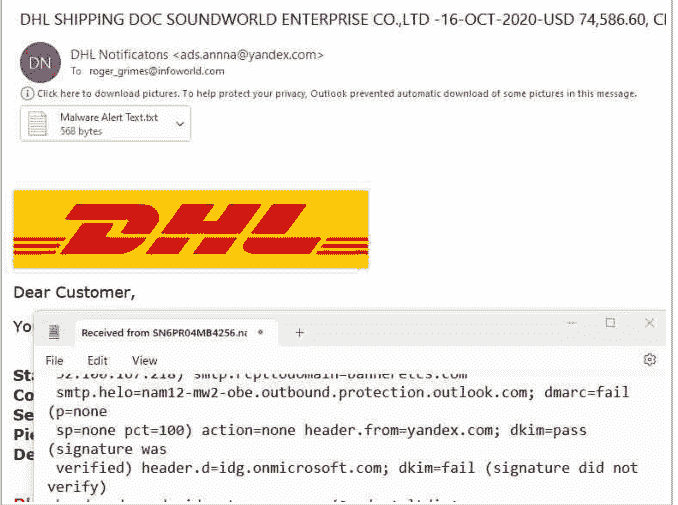 DHL SHIPPING DOC SOUNDWORLD ENTERPRISE CO.,LTD -16-OCT-2020-USD 74,586.60, CI
DN
DHL Notificatons <ads.annna@yandex.com>
To roger_grimes@infoworld.com
Click here to download pictures. To help protect your privacy, Outlook prevented automatic download of some pictures in this message.
Malware Alert Text.txt
568 bytes
DHL
Dear Customer,
Yo
Received from SN6PR04MB4256.na
File Edit View
Sta
Co
Se
Pie
De
smtp.helo=nam12-mw2-obe.outbound.protection.outlook.com; dmarc=fail
(p=none
sp=none pct=100) action=none header.from=yandex.com; dkim=pass
(signature was
verified) header.d=idg.onmicrosoft.com; dkim=fail (signature did not
verify)